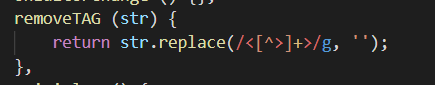 removeTAG (str) {
return str.replace(/<[^>]+>/g, '');
},